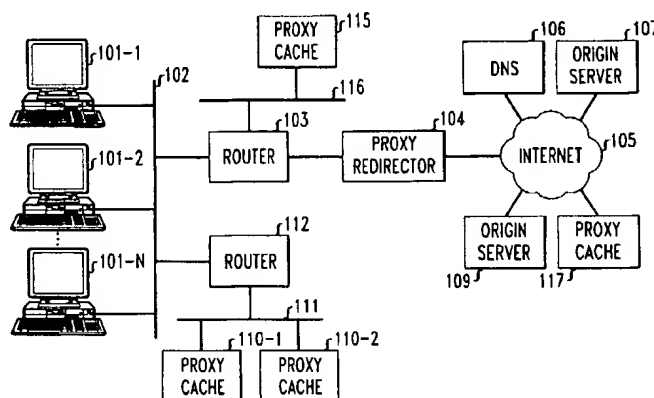 115
PROXY
CACHE
106
107
101-1
102
DNS
ORIGIN
SERVER
116
103
104
101-2
ROUTER
PROXY
REDIRECTOR
INTERNET
105
112
101-N
ROUTER
ORIGIN
SERVER
PROXY
CACHE
109
117
111
110-1
110-2
PROXY
CACHE
PROXY
CACHE